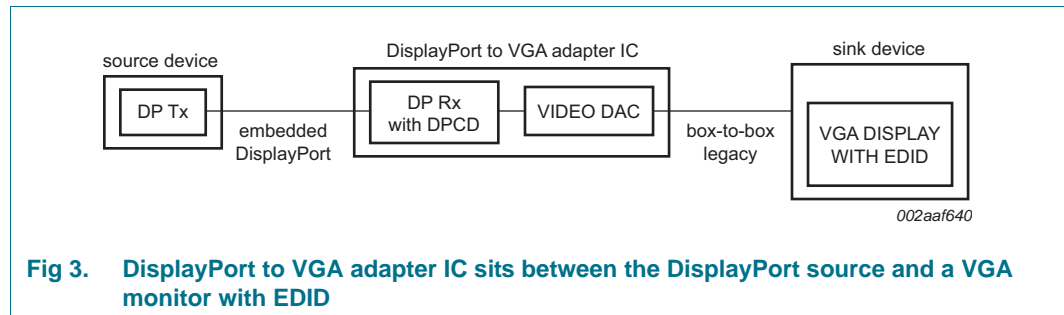 source device
DP Tx
embedded
DisplayPort
DisplayPort to VGA adapter IC
DP Rx
with DPCD
VIDEO DAC
box-to-box
legacy
sink device
VGA DISPLAY
WITH EDID
002aaf640
Fig 3. DisplayPort to VGA adapter IC sits between the DisplayPort source and a VGA
monitor with EDID